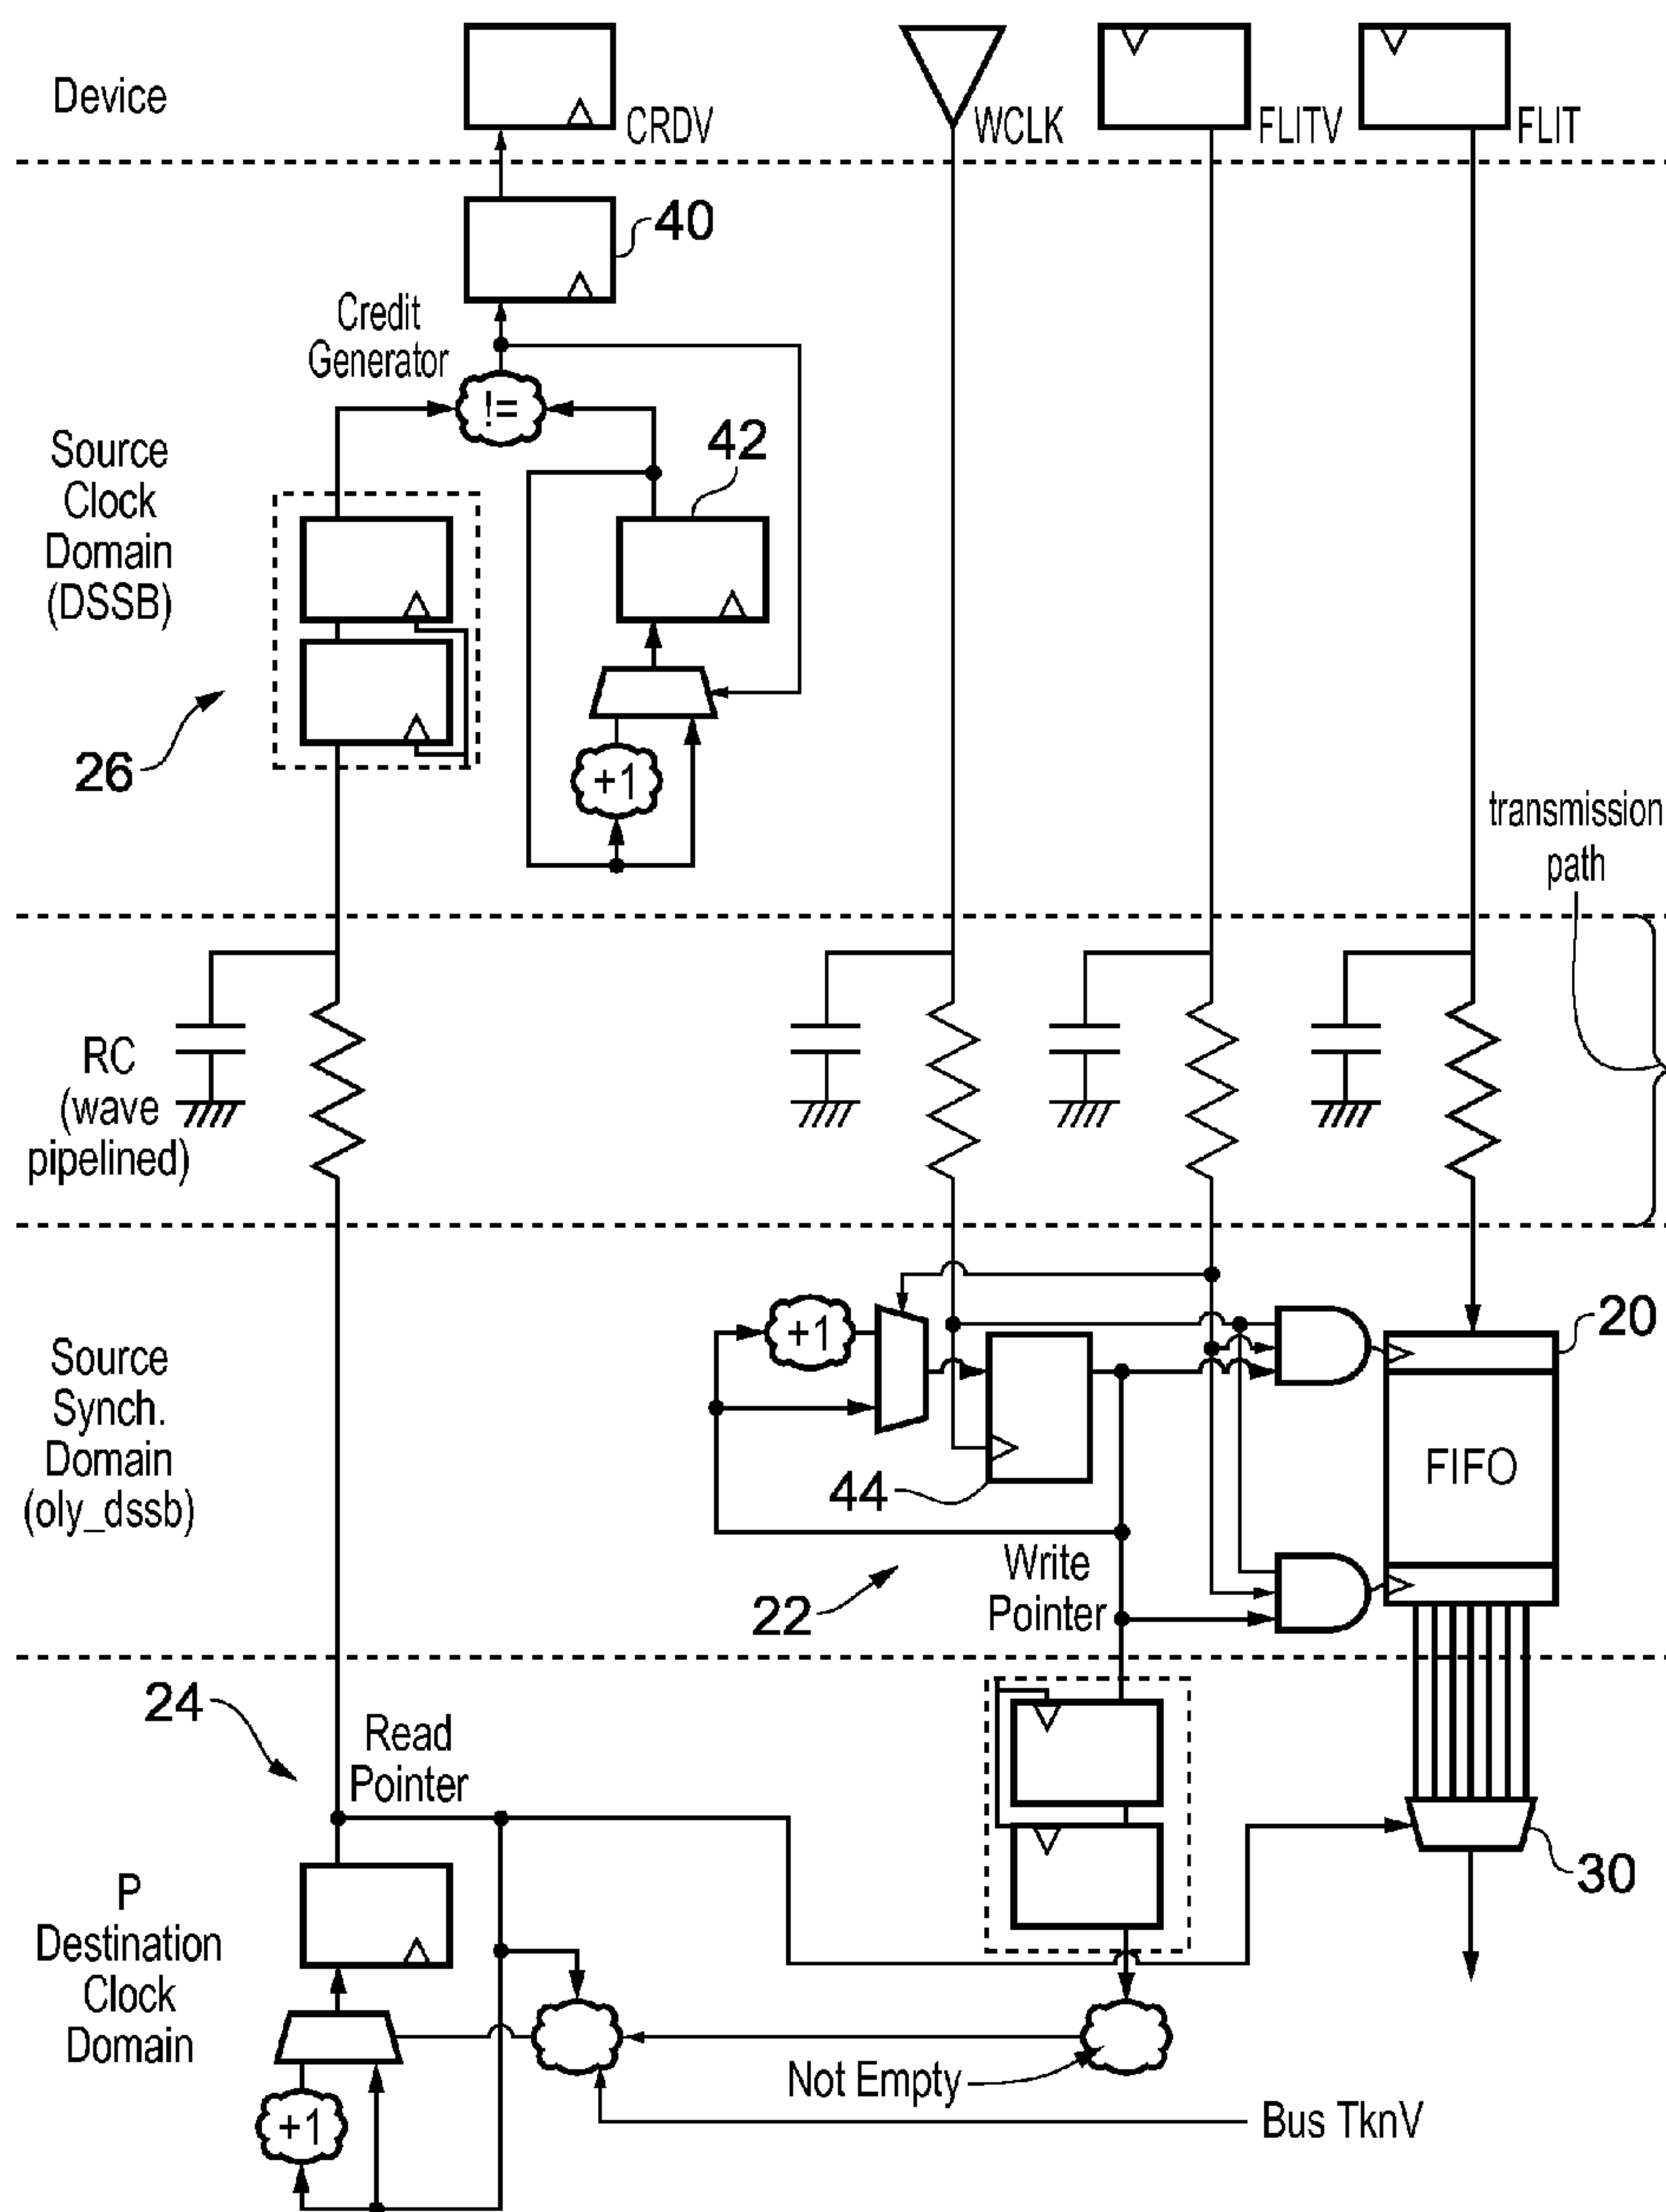 Device
CRDV
WCLK
FLITV
FLIT
40
Credit
Generator
!=
42
Source
Clock
Domain
(DSSB)
26
+1
transmission
path
RC
(wave
pipelined)
+1
20
Source
Synch.
Domain
(oly_dssb)
FIFO
44
Write
Pointer
22
24
Read
Pointer
30
P
Destination
Clock
Domain
Not Empty
+1
Bus TknV